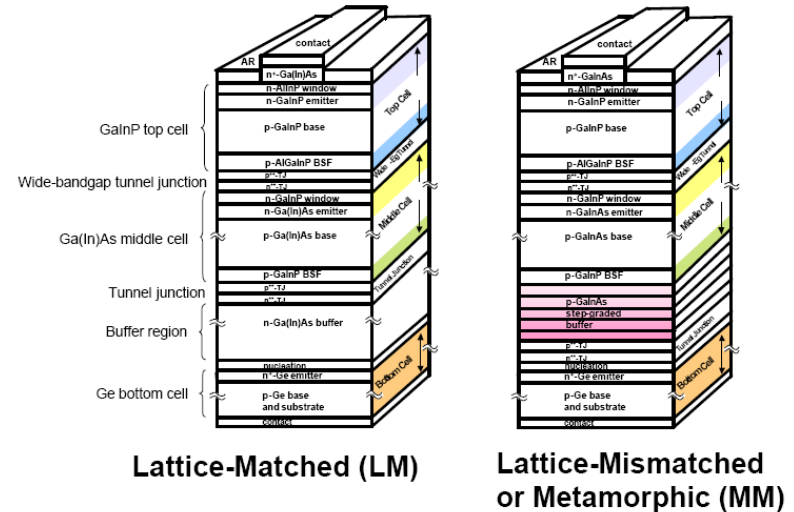 contact
AR
n⁺-Ga(In)As
n-AlInP window
n-GaInP emitter
p-GaInP base
p-AlGaInP BSF
p⁺⁺-TJ
n⁺⁺-TJ
n-GaInP window
n-Ga(In)As emitter
p-Ga(In)As base
p-GaInP BSF
p⁺⁺-TJ
n⁺⁺-TJ
n-Ga(In)As buffer
nucleation
n⁺-Ge emitter
p-Ge base
and substrate
contact
GaInP top cell
Wide-bandgap tunnel junction
Ga(In)As middle cell
Tunnel junction
Buffer region
Ge bottom cell
Top Cell
Wide-Eg Tunnel
Middle Cell
Tunnel Junction
Bottom Cell
Lattice-Matched (LM)
contact
AR
n⁺-GaInAs
n-AlInP window
n-GaInP emitter
p-GaInP base
p-AlGaInP BSF
p⁺⁺-TJ
n⁺⁺-TJ
n-GaInP window
n-GaInAs emitter
p-GaInAs base
p-GaInP BSF
p-GaInAs
step-graded
buffer
p⁺⁺-TJ
n⁺⁺-TJ
nucleation
n⁺-Ge emitter
p-Ge base
and substrate
contact
Top Cell
Wide-Eg Tunnel
Middle Cell
Tunnel Junction
Bottom Cell
Lattice-Mismatched
or Metamorphic (MM)